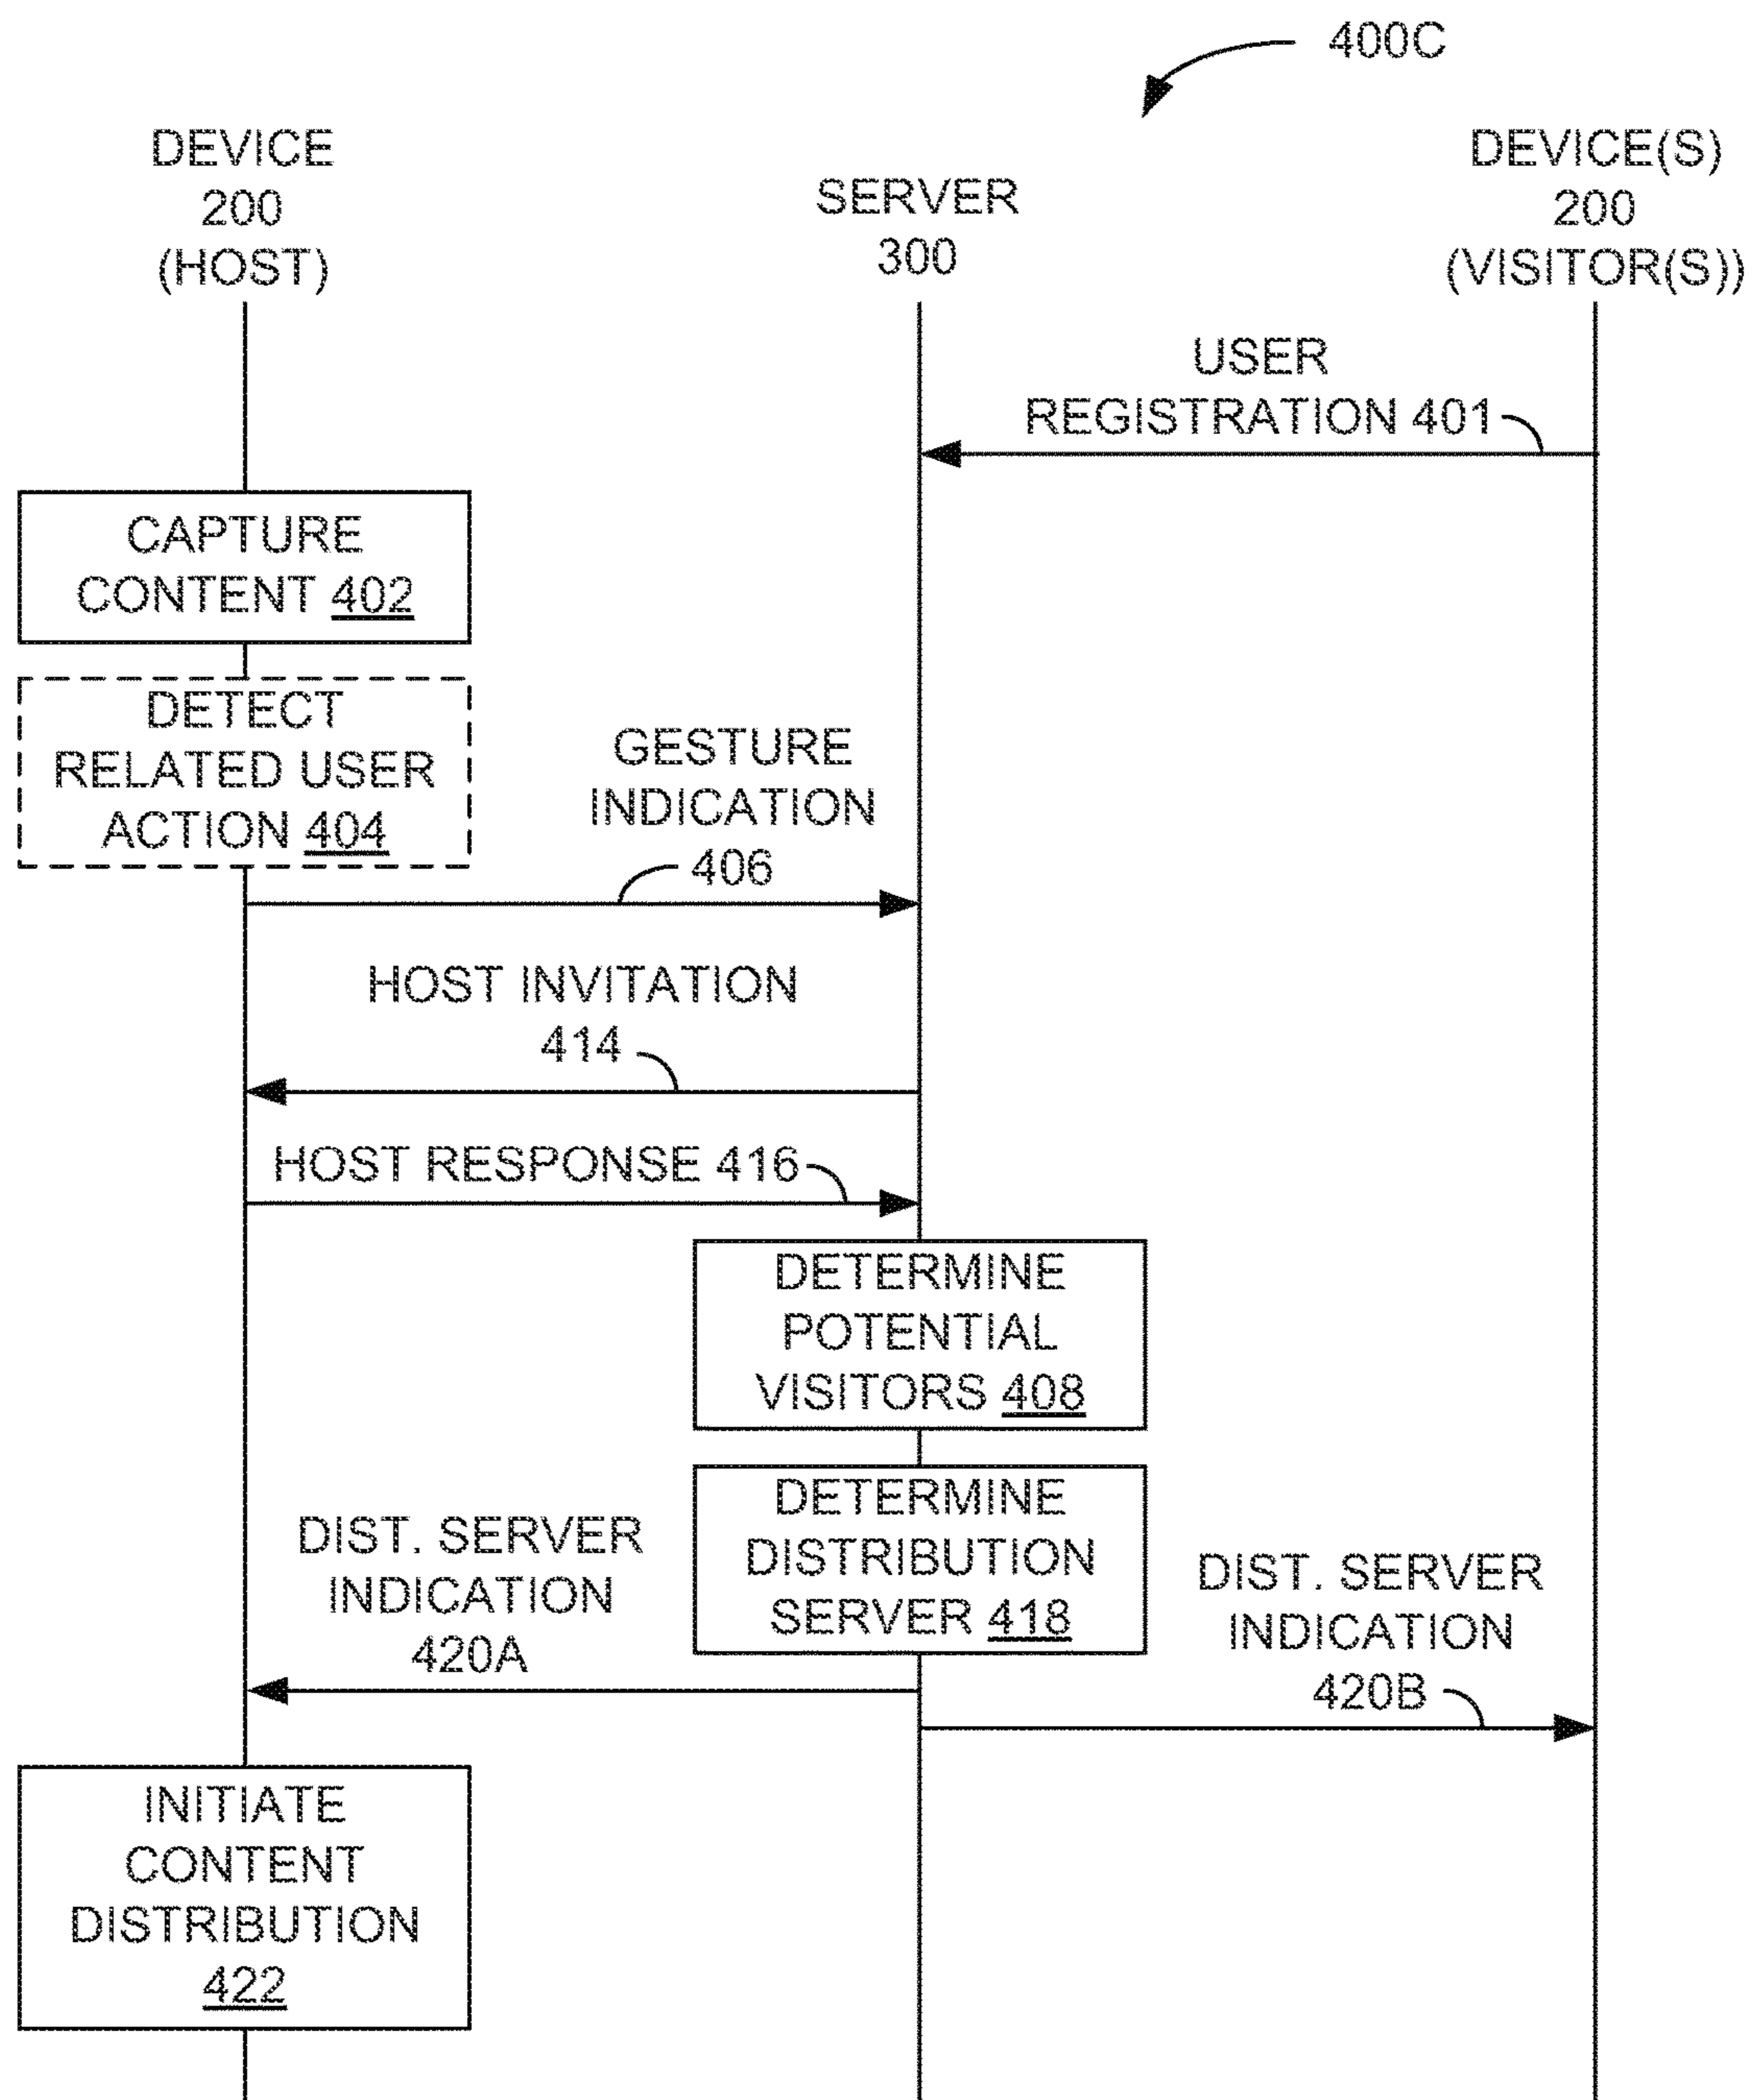 400C
DEVICE
200
(HOST)
SERVER
300
DEVICE(S)
200
(VISITOR(S))
USER
REGISTRATION 401
CAPTURE
CONTENT 402
DETECT
RELATED USER
ACTION 404
GESTURE
INDICATION
406
HOST INVITATION
414
HOST RESPONSE 416
DETERMINE
POTENTIAL
VISITORS 408
DETERMINE
DISTRIBUTION
SERVER 418
DIST. SERVER
INDICATION
420A
DIST. SERVER
INDICATION
420B
INITIATE
CONTENT
DISTRIBUTION
422